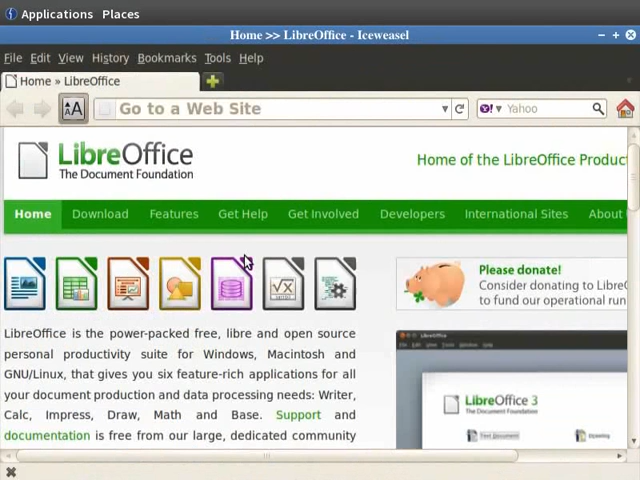 Applications Places
Home >> LibreOffice - Iceweasel
File Edit View History Bookmarks Tools Help
Home » LibreOffice
AA Go to a Web Site Y! Yahoo
LibreOffice
The Document Foundation
Home of the LibreOffice Produc
Home Download Features Get Help Get Involved Developers International Sites About
Please donate!
Consider donating to LibreO
to fund our operational run
LibreOffice is the power-packed free, libre and open source
personal productivity suite for Windows, Macintosh and
GNU/Linux, that gives you six feature-rich applications for all
your document production and data processing needs: Writer,
Calc, Impress, Draw, Math and Base. Support and
documentation is free from our large, dedicated community
LibreOffice
LibreOffice 3
Text Document Drawing